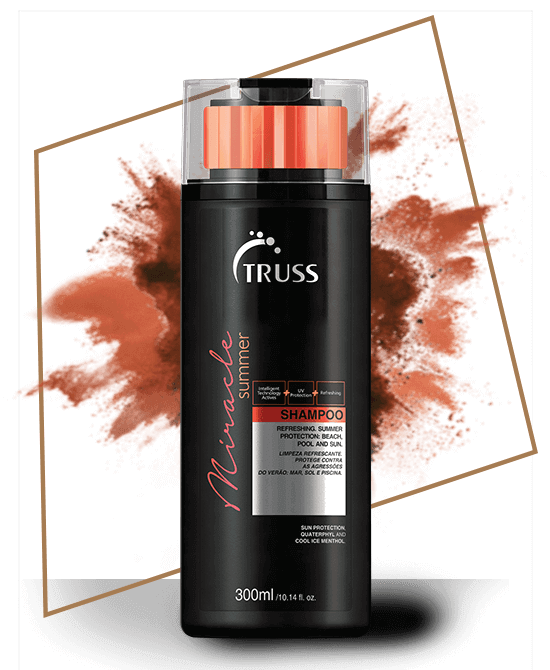 TRUSS
Miracle
summer
Intelligent
Technology
Actives
+
UV
Protection
+
Refreshing
SHAMPOO
REFRESHING. SUMMER
PROTECTION: BEACH,
POOL AND SUN.
LIMPEZA REFRESCANTE.
PROTEGE CONTRA
AS AGRESSÕES
DO VERÃO: MAR, SOL E PISCINA.
SUN PROTECTION,
QUATERPHYL AND
COOL ICE MENTHOL.
300ml /10.14 fl. oz.